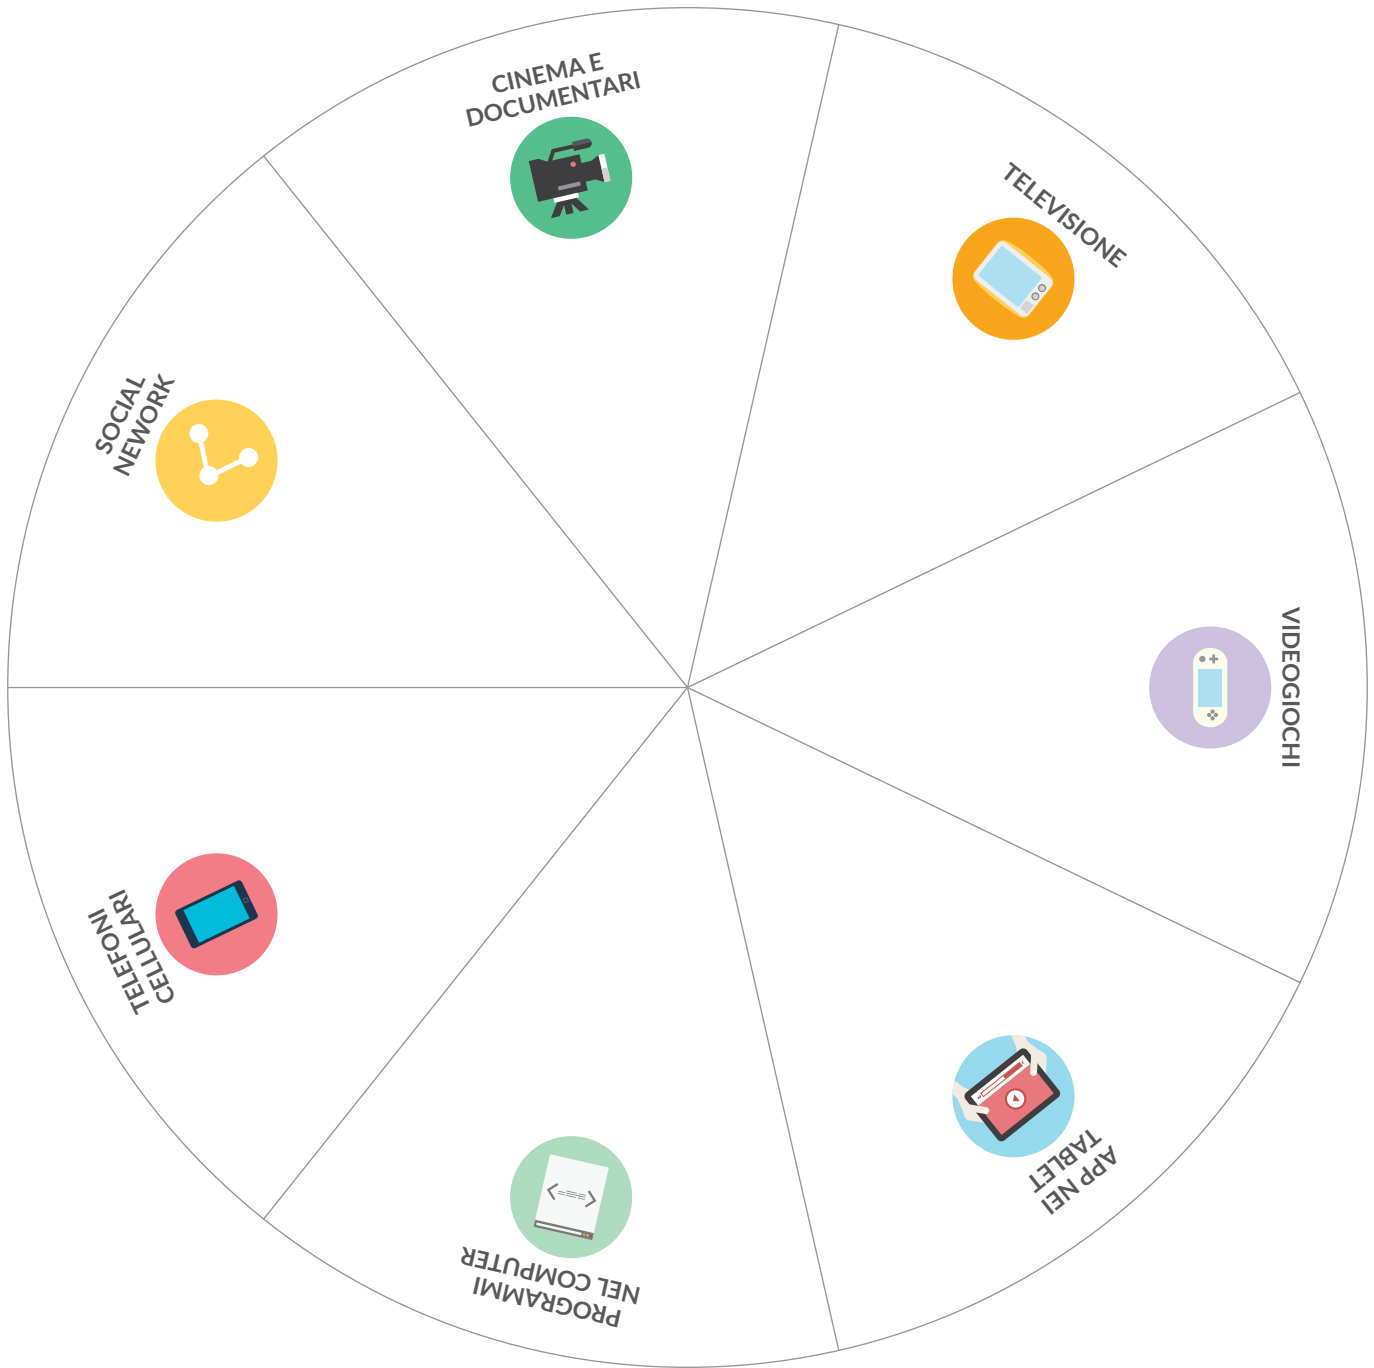 CINEMA E
DOCUMENTARI
TELEVISIONE
VIDEOGIOCHI
APP NEI
TABLET
PROGRAMMI
NEL COMPUTER
TELEFONI
CELLULARI
SOCIAL
NEWORK